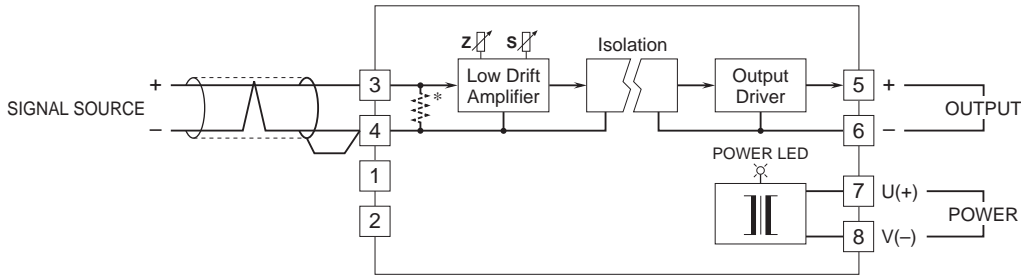 Z S Isolation
+ 3 Low Drift
Amplifier Output
Driver 5 +
*
SIGNAL SOURCE OUTPUT
– 4 6 –
POWER LED
1 7 U(+)
POWER
2 8 V(–)